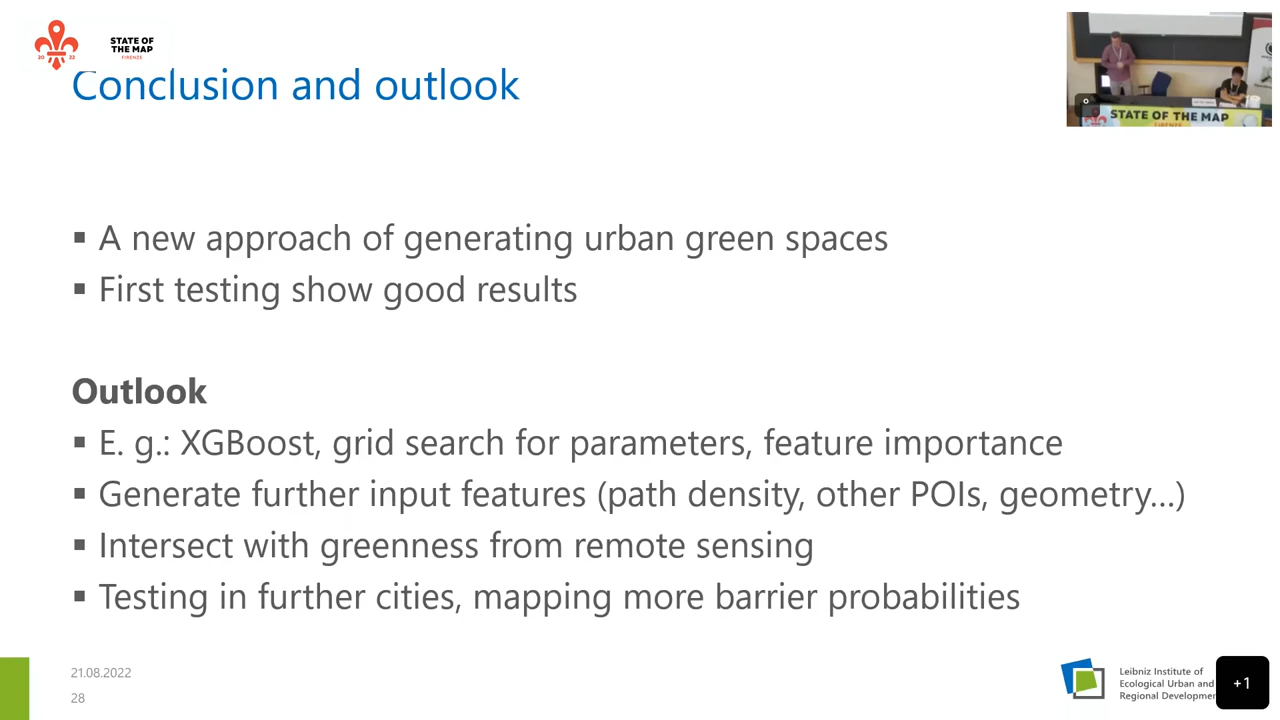 STATE OF
THE MAP
FIRENZE
20 22
Conclusion and outlook
STATE OF THE MAP
FIRENZE
▪ A new approach of generating urban green spaces
▪ First testing show good results
Outlook
▪ E. g.: XGBoost, grid search for parameters, feature importance
▪ Generate further input features (path density, other POIs, geometry...)
▪ Intersect with greenness from remote sensing
▪ Testing in further cities, mapping more barrier probabilities
21.08.2022
28
Leibniz Institute of
Ecological Urban and
Regional Developmen
+1